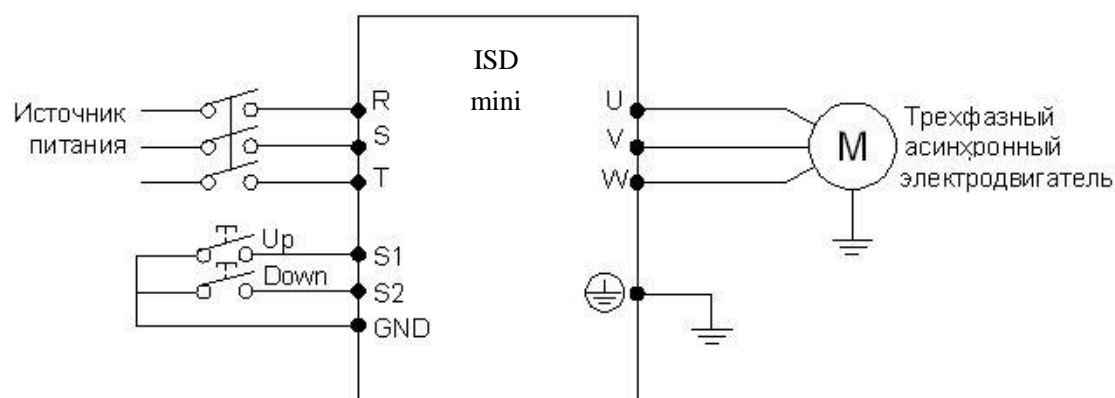 ISD
mini
Источник
питания
R
S
T
U
V
W
M
Трехфазный
асинхронный
электродвигатель
Up
S1
Down
S2
GND